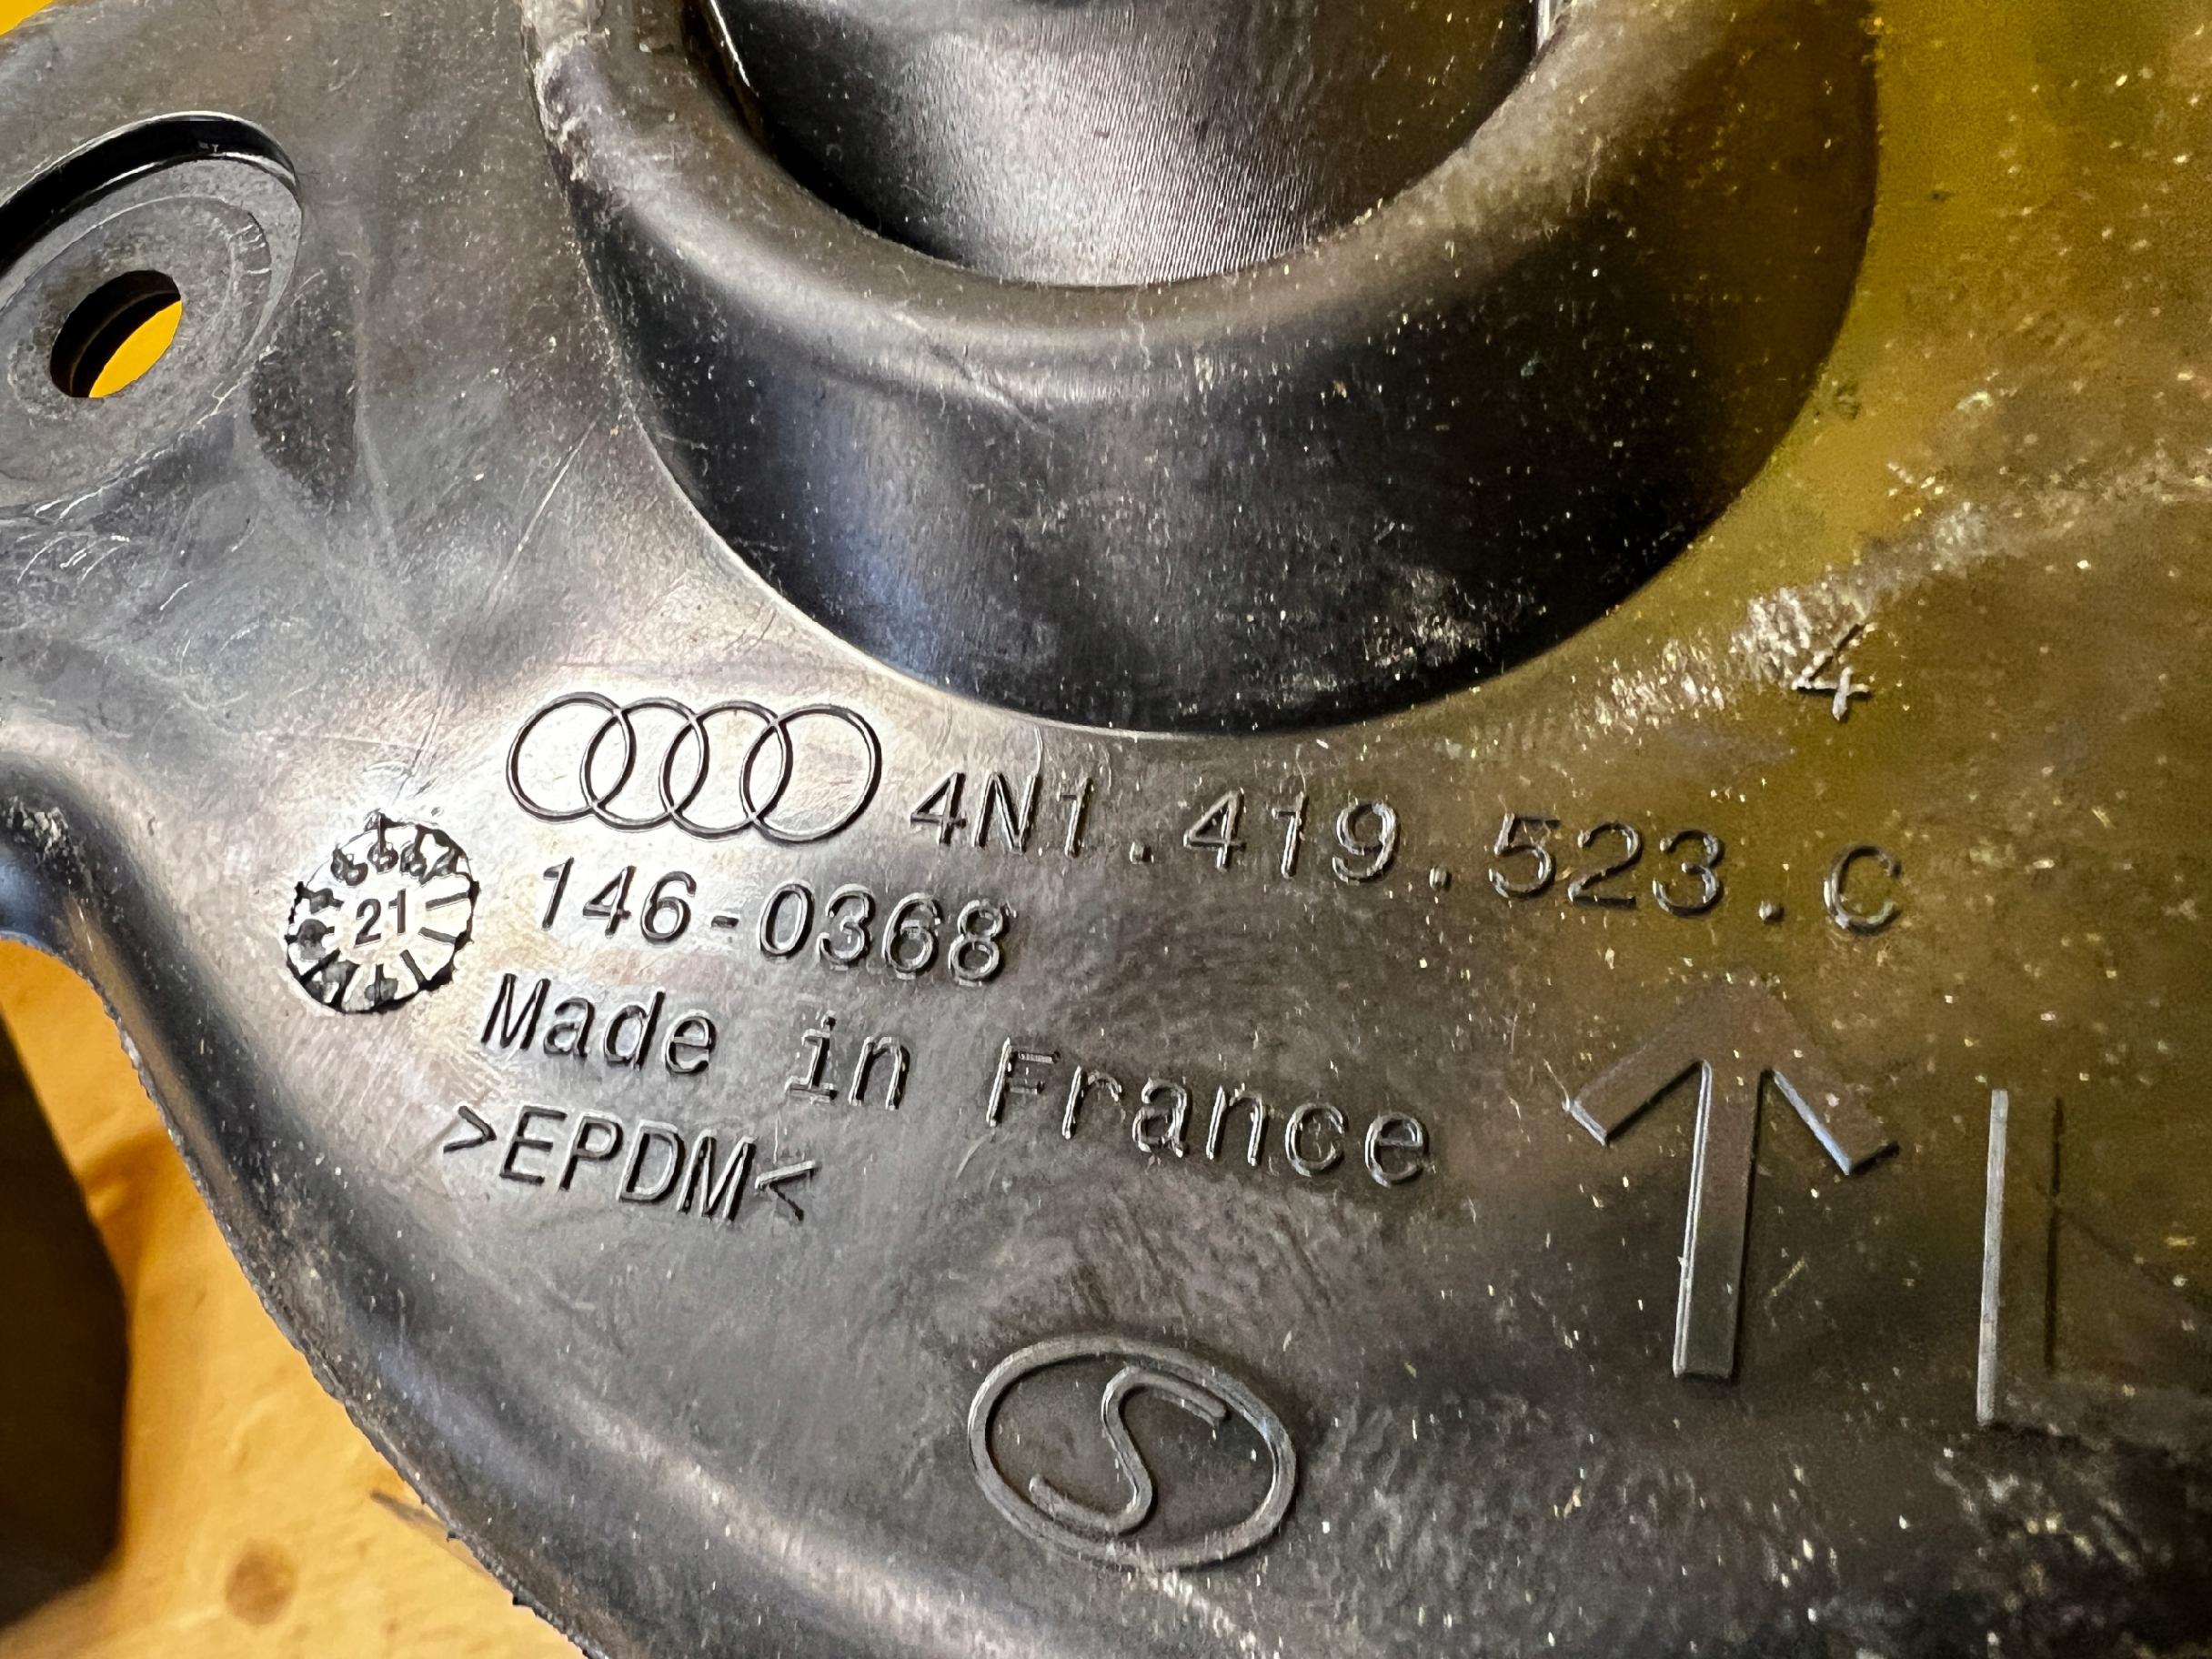 4
4N1.419.523.C
21
146-0368
Made in France
>EPDM<
S